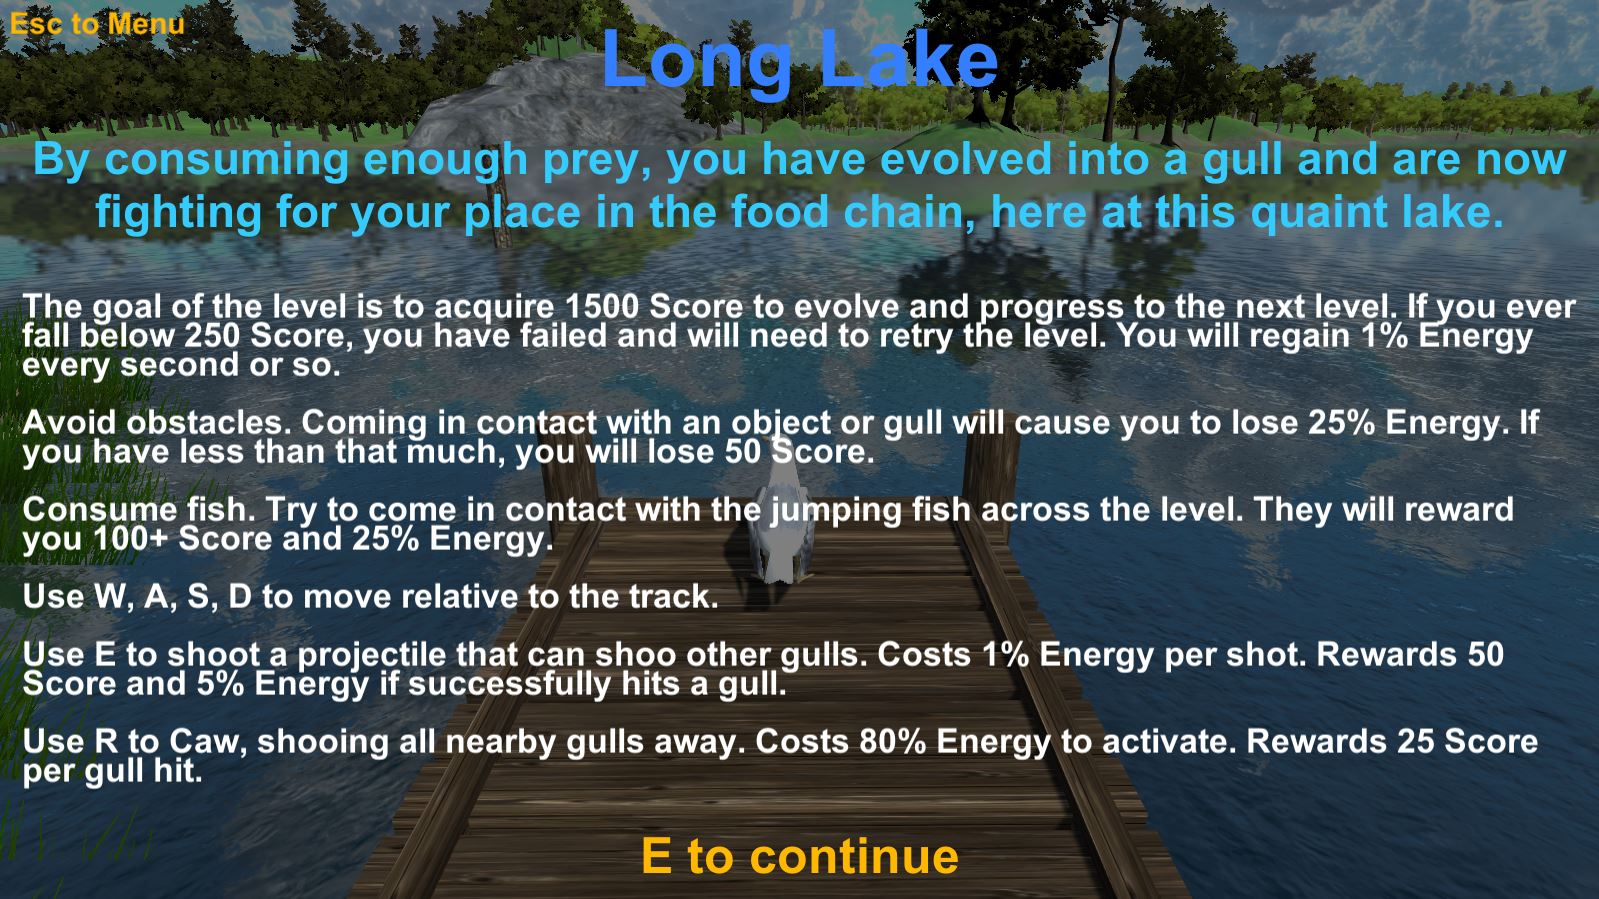 Esc to Menu
Long Lake
By consuming enough prey, you have evolved into a gull and are now
fighting for your place in the food chain, here at this quaint lake.
The goal of the level is to acquire 1500 Score to evolve and progress to the next level. If you ever
fall below 250 Score, you have failed and will need to retry the level. You will regain 1% Energy
every second or so.
Avoid obstacles. Coming in contact with an object or gull will cause you to lose 25% Energy. If
you have less than that much, you will lose 50 Score.
Consume fish. Try to come in contact with the jumping fish across the level. They will reward
you 100+ Score and 25% Energy.
Use W, A, S, D to move relative to the track.
Use E to shoot a projectile that can shoo other gulls. Costs 1% Energy per shot. Rewards 50
Score and 5% Energy if successfully hits a gull.
Use R to Caw, shooing all nearby gulls away. Costs 80% Energy to activate. Rewards 25 Score
per gull hit.
E to continue